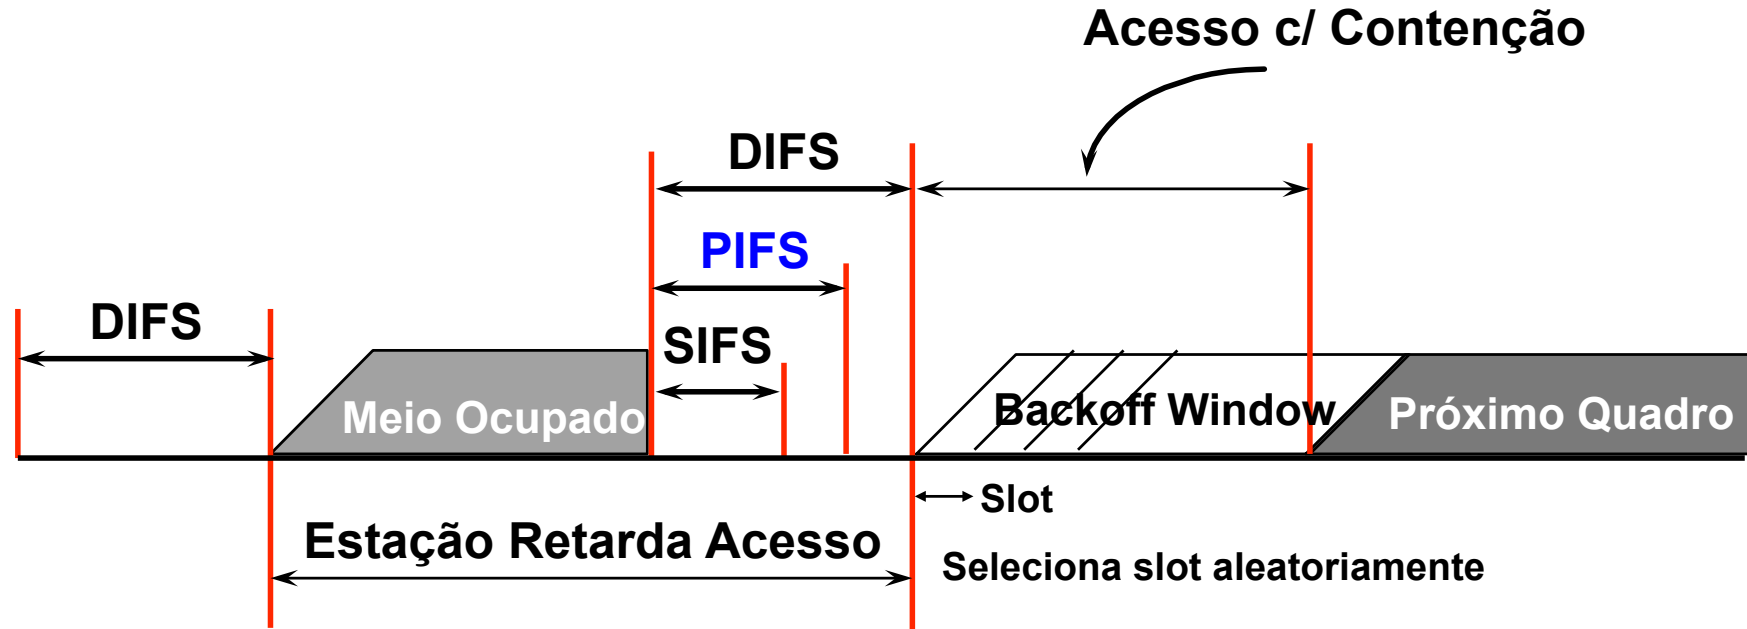 Acesso c/ Contenção
DIFS
PIFS
DIFS
SIFS
Meio Ocupado
Backoff Window
Próximo Quadro
Slot
Estação Retarda Acesso
Seleciona slot aleatoriamente